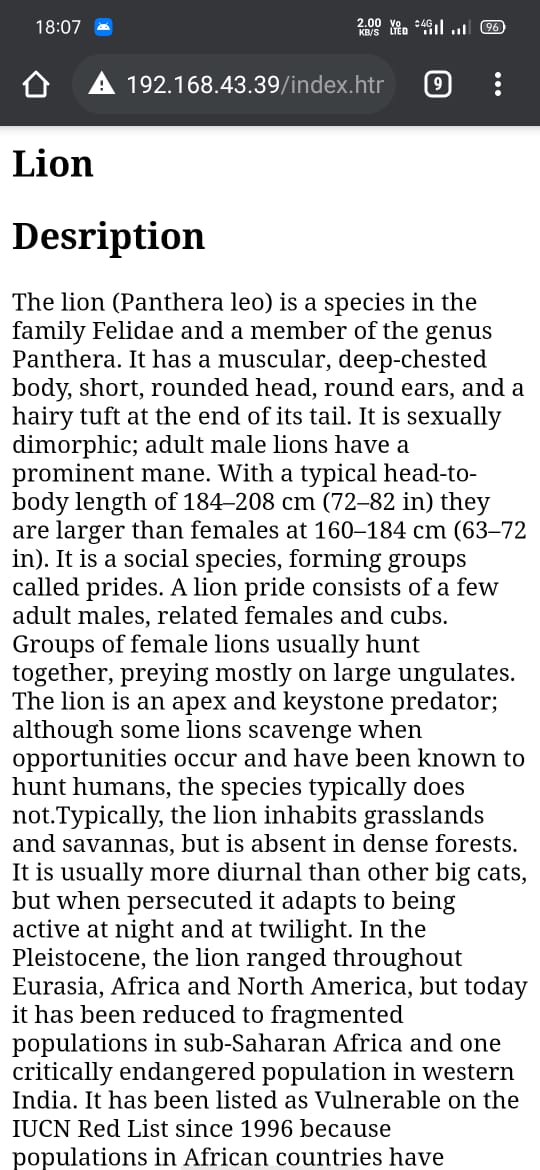 18:07
2.00 KB/S Vo LTED 4G 96
192.168.43.39/index.htr
9
Lion
Desription
The lion (Panthera leo) is a species in the
family Felidae and a member of the genus
Panthera. It has a muscular, deep-chested
body, short, rounded head, round ears, and a
hairy tuft at the end of its tail. It is sexually
dimorphic; adult male lions have a
prominent mane. With a typical head-to-
body length of 184–208 cm (72–82 in) they
are larger than females at 160–184 cm (63–72
in). It is a social species, forming groups
called prides. A lion pride consists of a few
adult males, related females and cubs.
Groups of female lions usually hunt
together, preying mostly on large ungulates.
The lion is an apex and keystone predator;
although some lions scavenge when
opportunities occur and have been known to
hunt humans, the species typically does
not.Typically, the lion inhabits grasslands
and savannas, but is absent in dense forests.
It is usually more diurnal than other big cats,
but when persecuted it adapts to being
active at night and at twilight. In the
Pleistocene, the lion ranged throughout
Eurasia, Africa and North America, but today
it has been reduced to fragmented
populations in sub-Saharan Africa and one
critically endangered population in western
India. It has been listed as Vulnerable on the
IUCN Red List since 1996 because
populations in African countries have